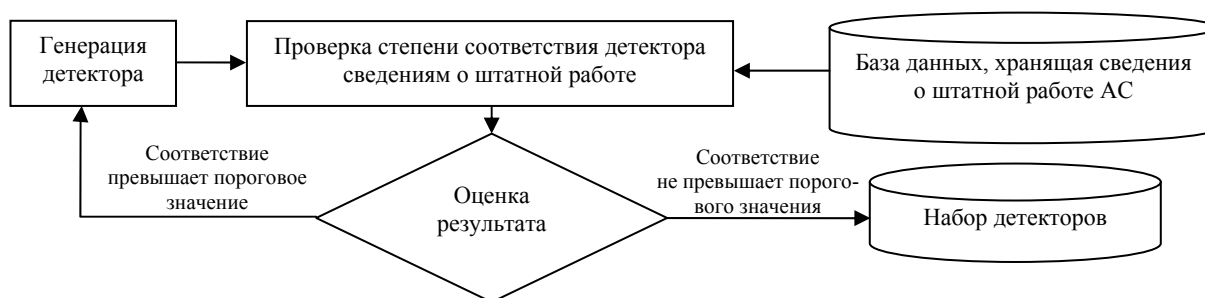 Генерация
детектора
Проверка степени соответствия детектора
сведениям о штатной работе
База данных, хранящая сведения
о штатной работе АС
Соответствие
превышает пороговое
значение
Оценка
результата
Соответствие
не превышает порого-
вого значения
Набор детекторов